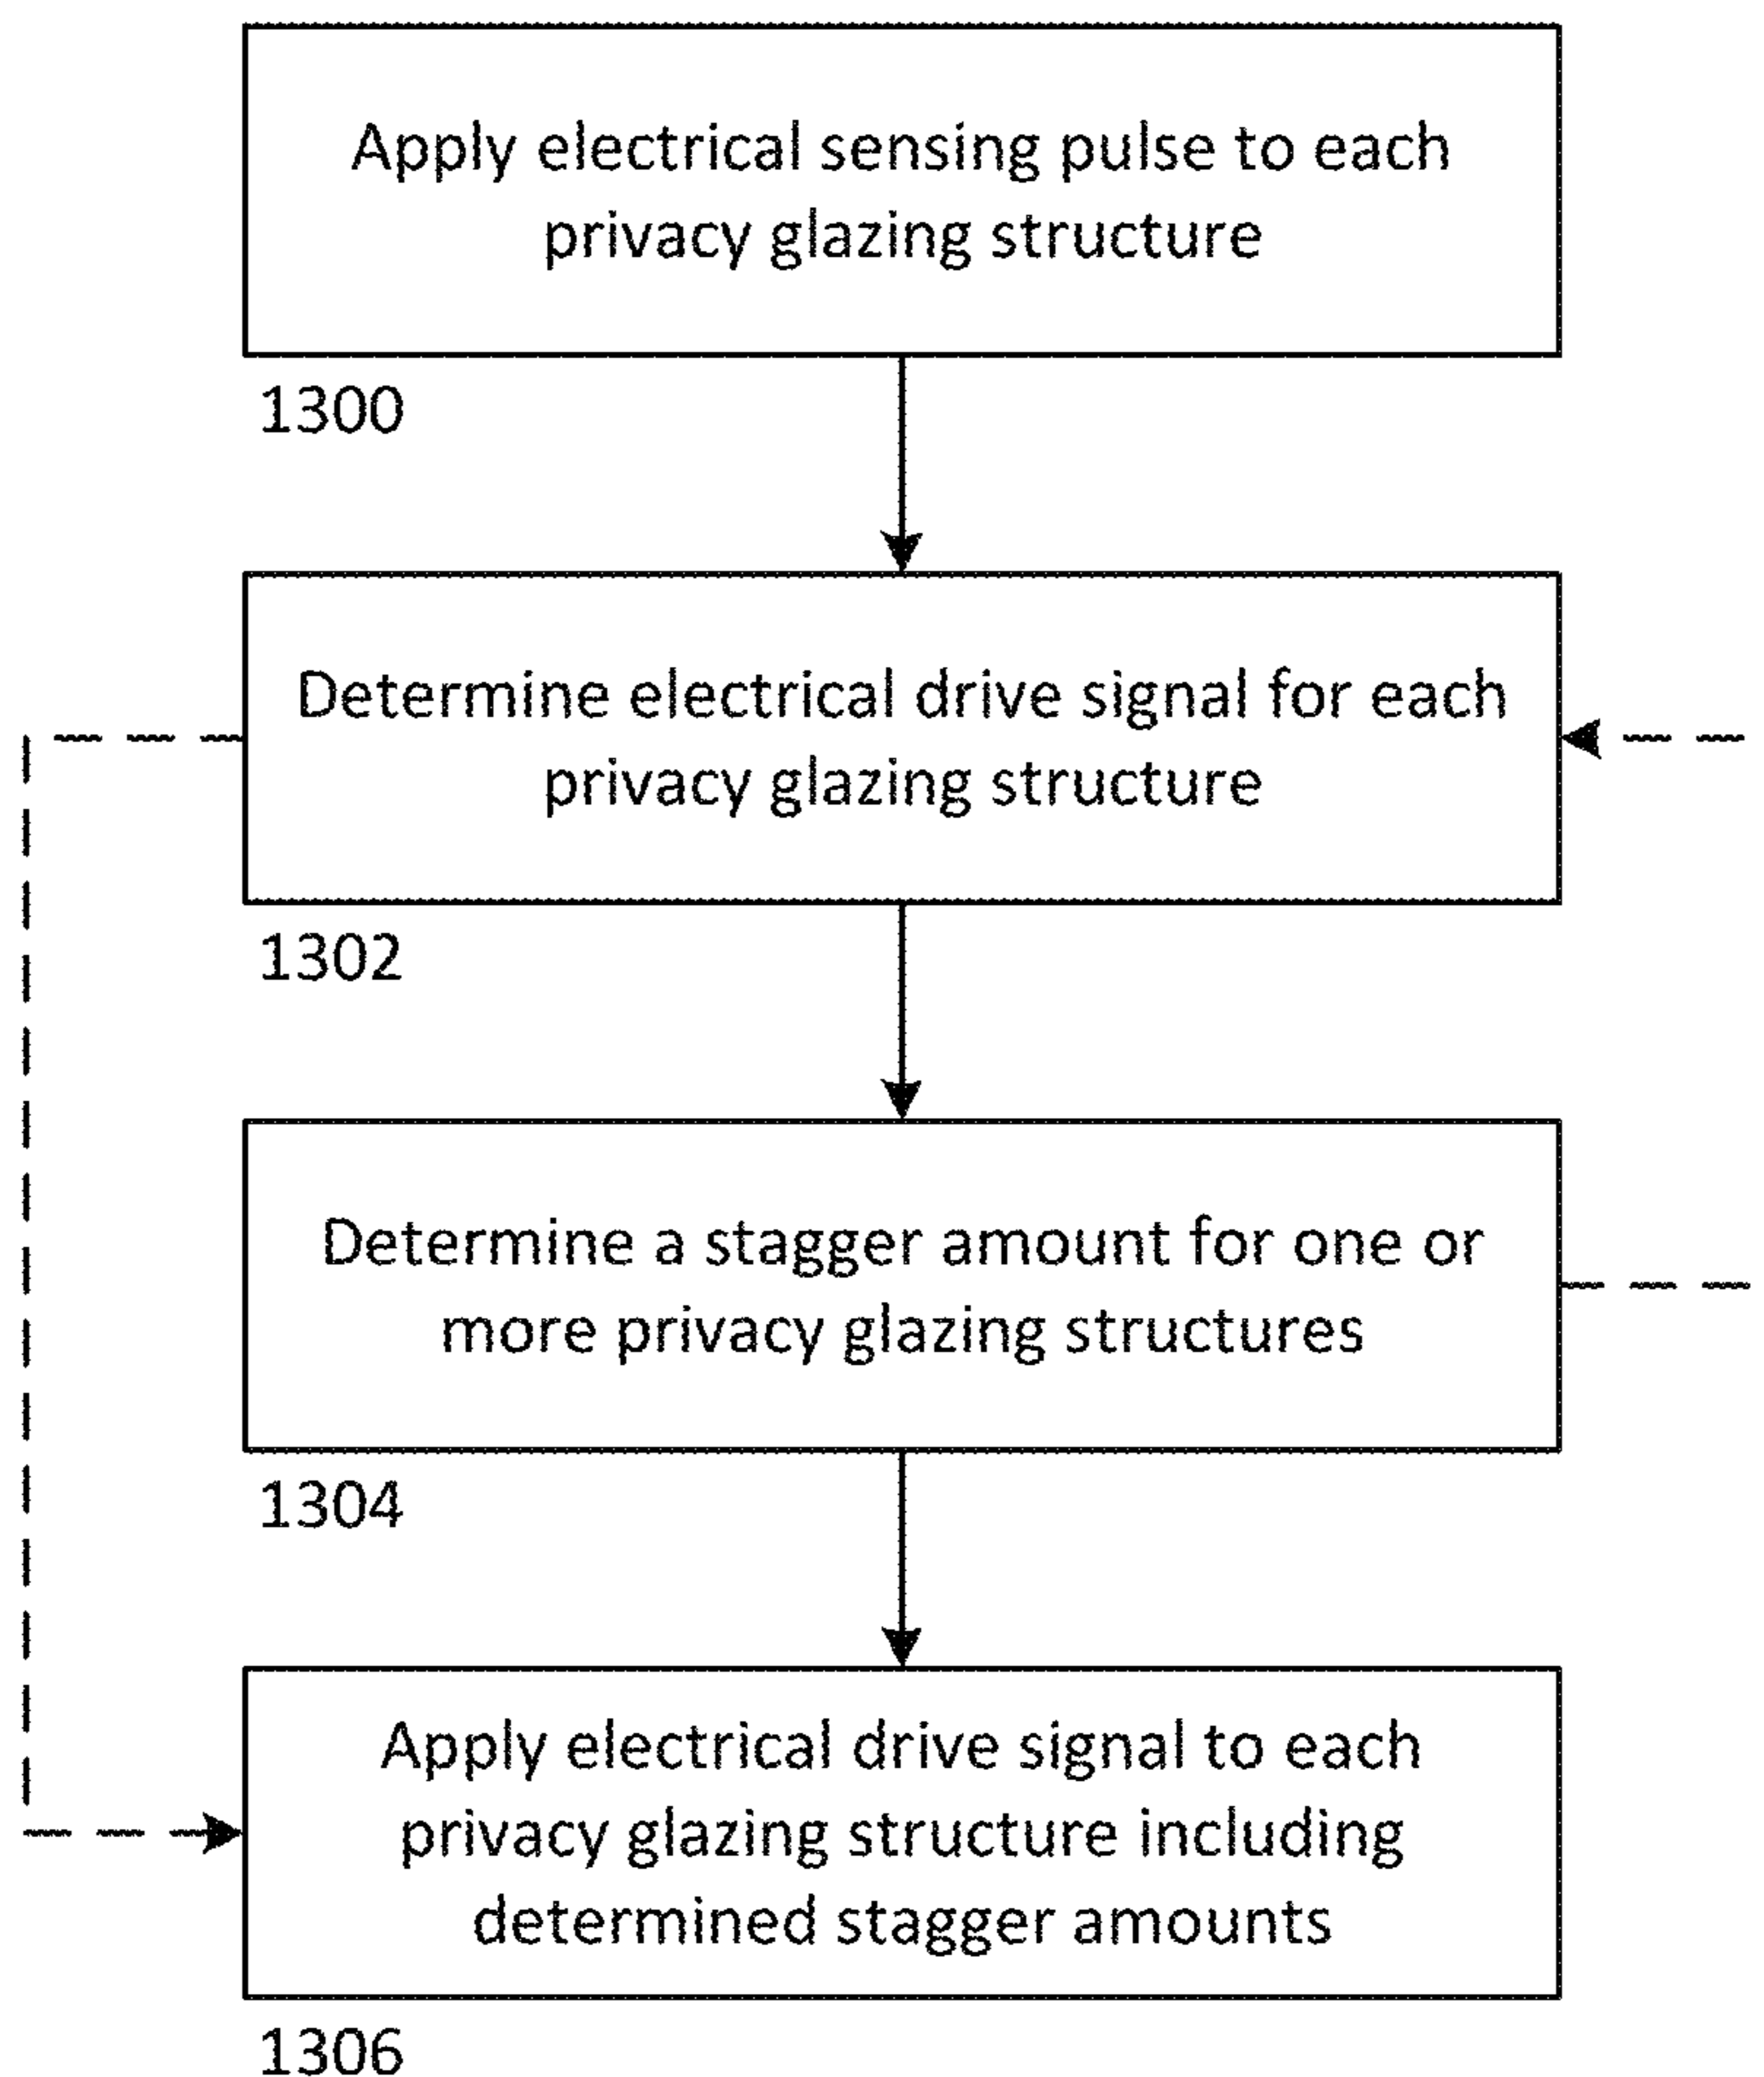 Apply electrical sensing pulse to each
privacy glazing structure
1300
Determine electrical drive signal for each
privacy glazing structure
1302
Determine a stagger amount for one or
more privacy glazing structures
1304
Apply electrical drive signal to each
privacy glazing structure including
determined stagger amounts
1306